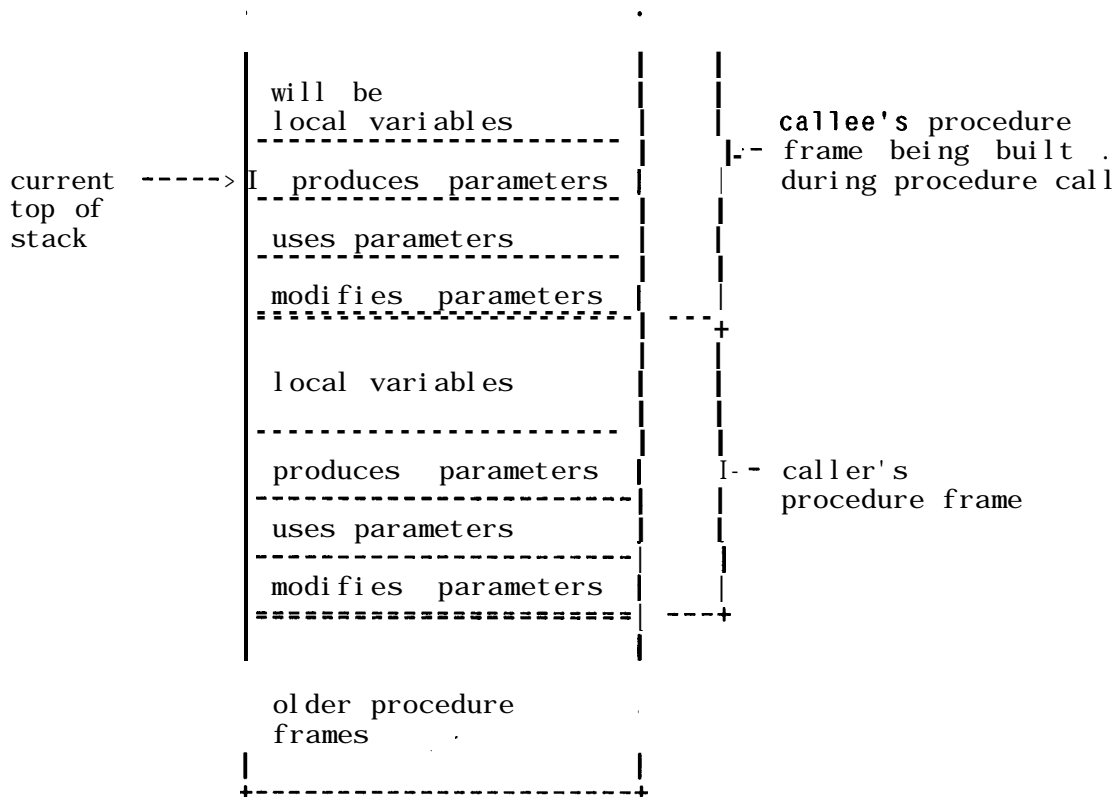 will be
local variables
callee's procedure
frame being built .
during procedure call
current -----> produces parameters
top of
stack
uses parameters
modifies parameters
local variables
produces parameters
caller's
procedure frame
uses parameters
modifies parameters
older procedure
frames